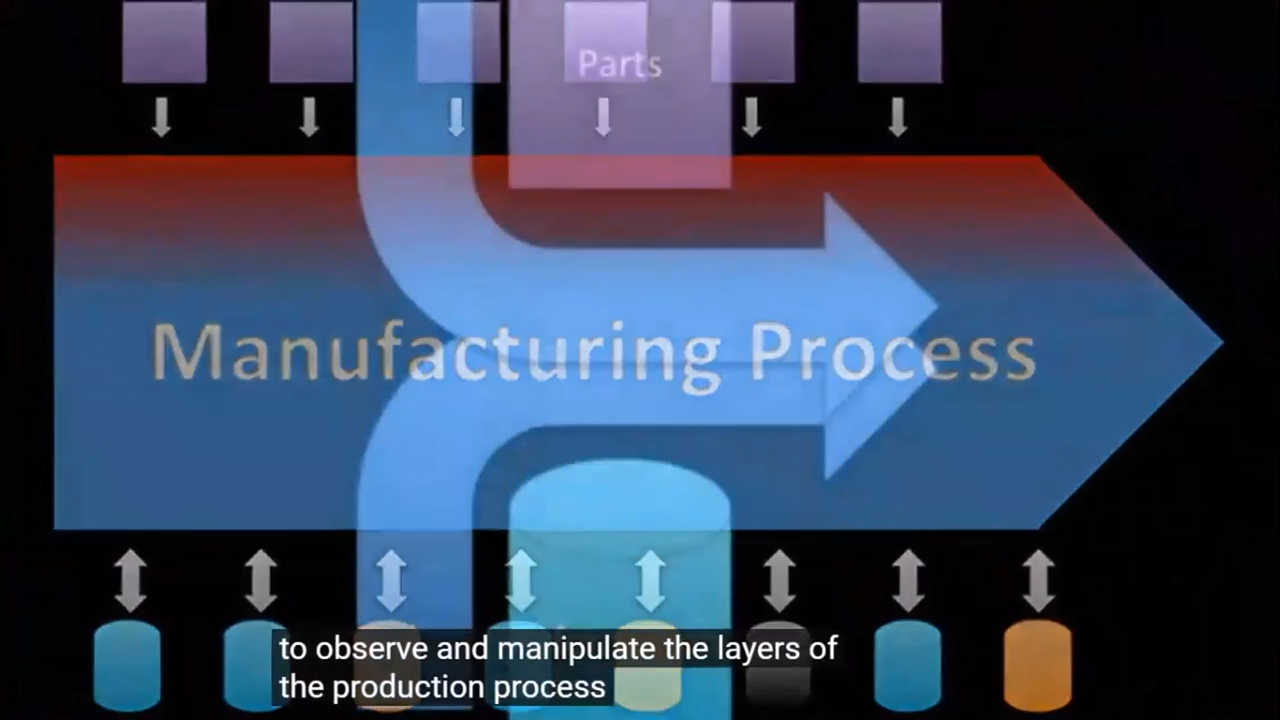 Parts
Manufacturing Process
to observe and manipulate the layers of
the production process